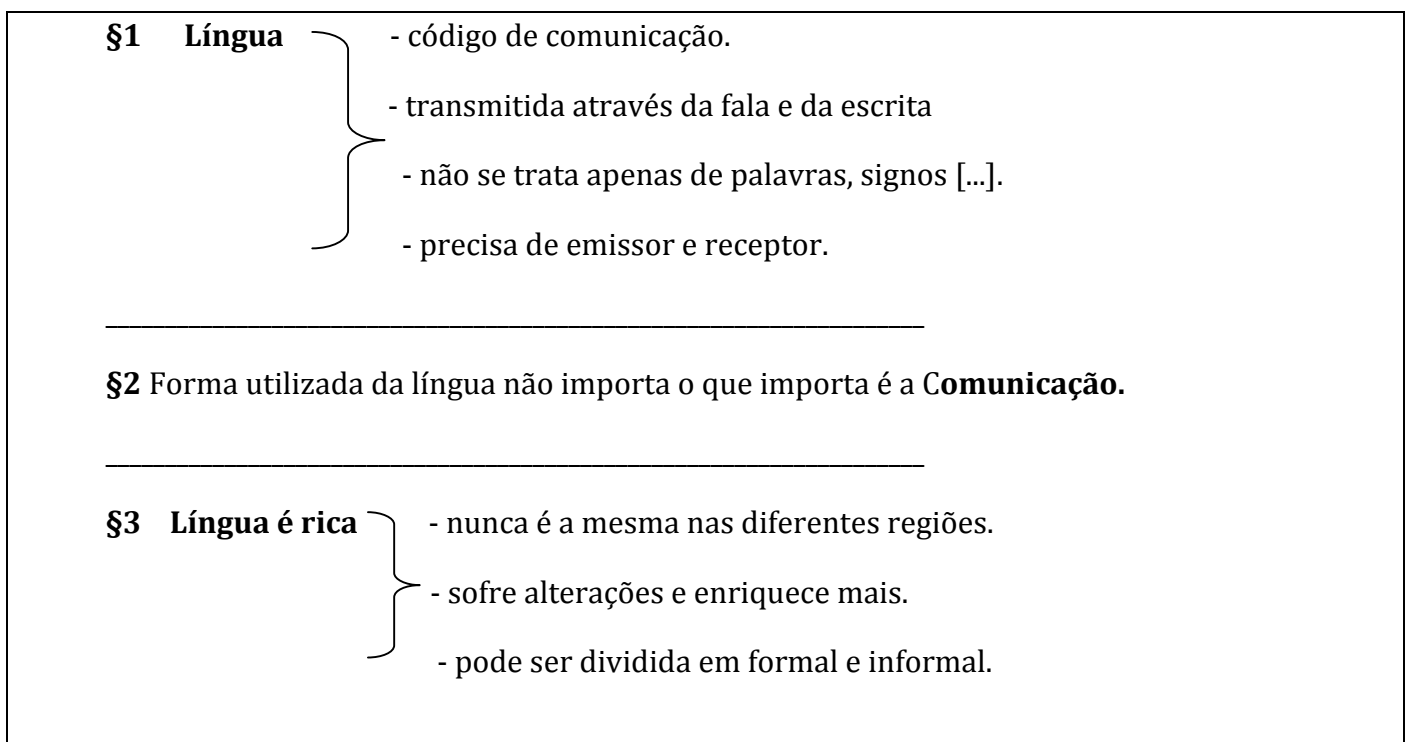 §1 Língua - código de comunicação.
- transmitida através da fala e da escrita
- não se trata apenas de palavras, signos [...].
- precisa de emissor e receptor.
§2 Forma utilizada da língua não importa o que importa é a Comunicação.
§3 Língua é rica - nunca é a mesma nas diferentes regiões.
- sofre alterações e enriquece mais.
- pode ser dividida em formal e informal.